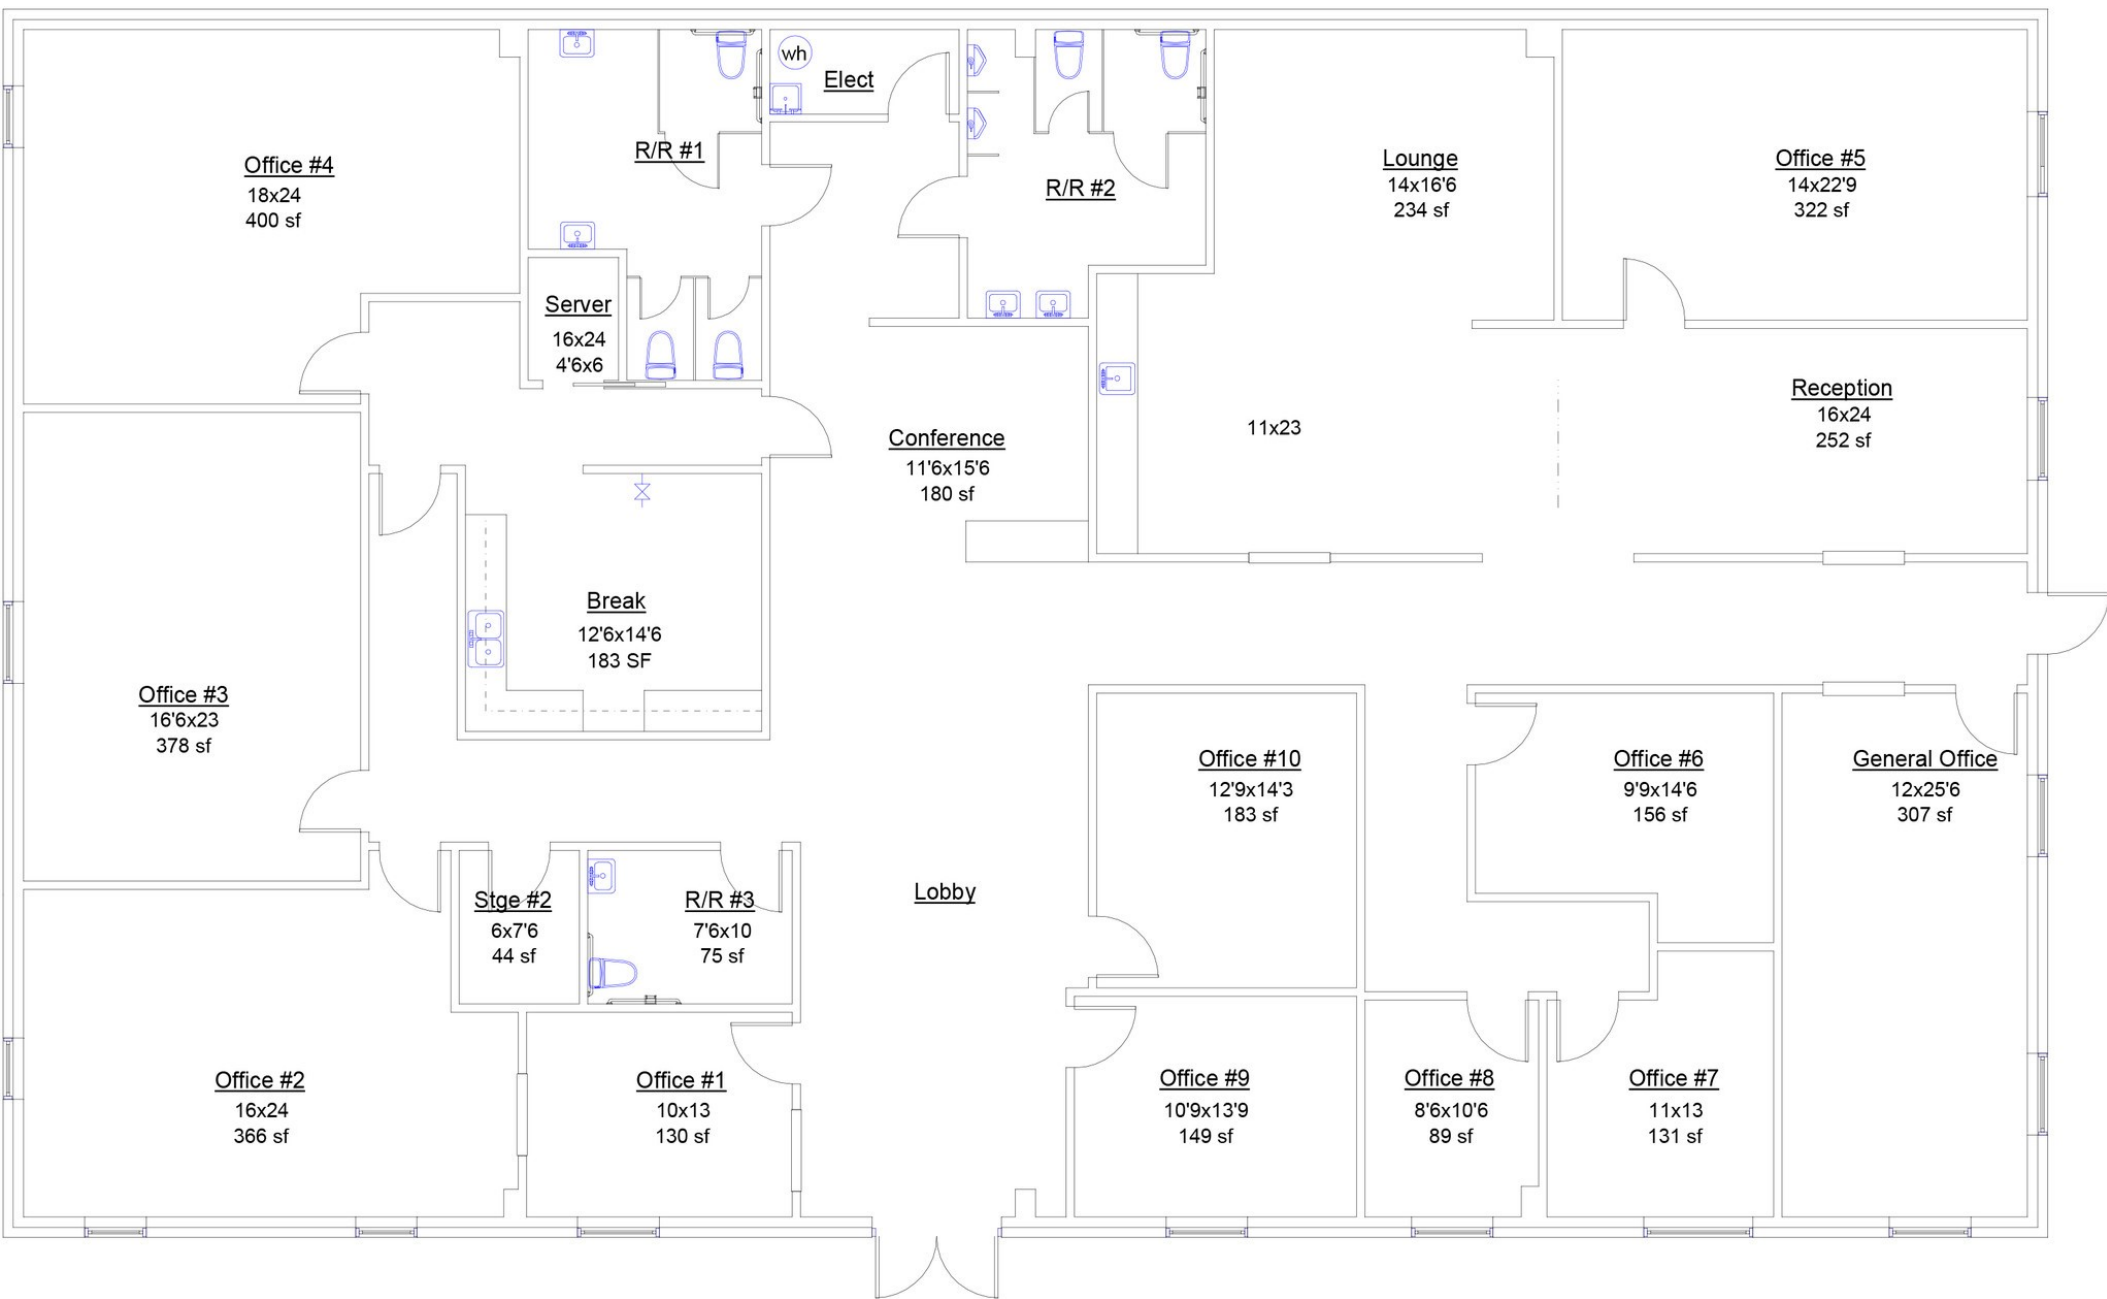 wh
Elect
R/R #1
Office #4
18x24
400 sf
R/R #2
Lounge
14x16'6
234 sf
Office #5
14x22'9
322 sf
Server
16x24
4'6x6
Conference
11'6x15'6
180 sf
11x23
Reception
16x24
252 sf
Break
12'6x14'6
183 SF
Office #3
16'6x23
378 sf
Office #10
12'9x14'3
183 sf
Office #6
9'9x14'6
156 sf
General Office
12x25'6
307 sf
Stge #2
6x7'6
44 sf
R/R #3
7'6x10
75 sf
Lobby
Office #2
16x24
366 sf
Office #1
10x13
130 sf
Office #9
10'9x13'9
149 sf
Office #8
8'6x10'6
89 sf
Office #7
11x13
131 sf